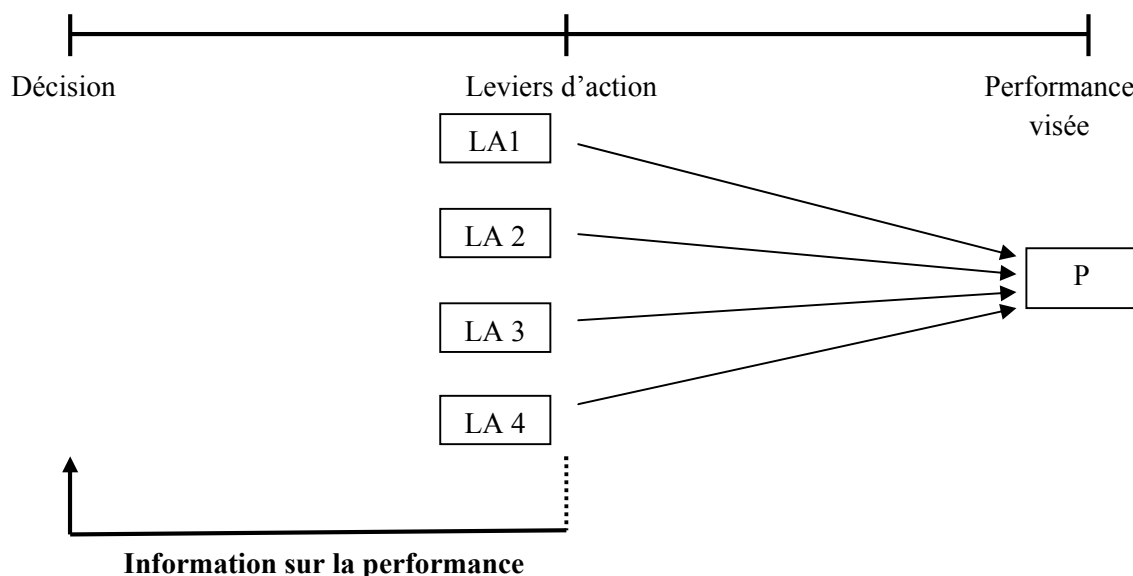 Décision
Leviers d’action
Performance
visée
LA1
LA 2
LA 3
LA 4
P
Information sur la performance